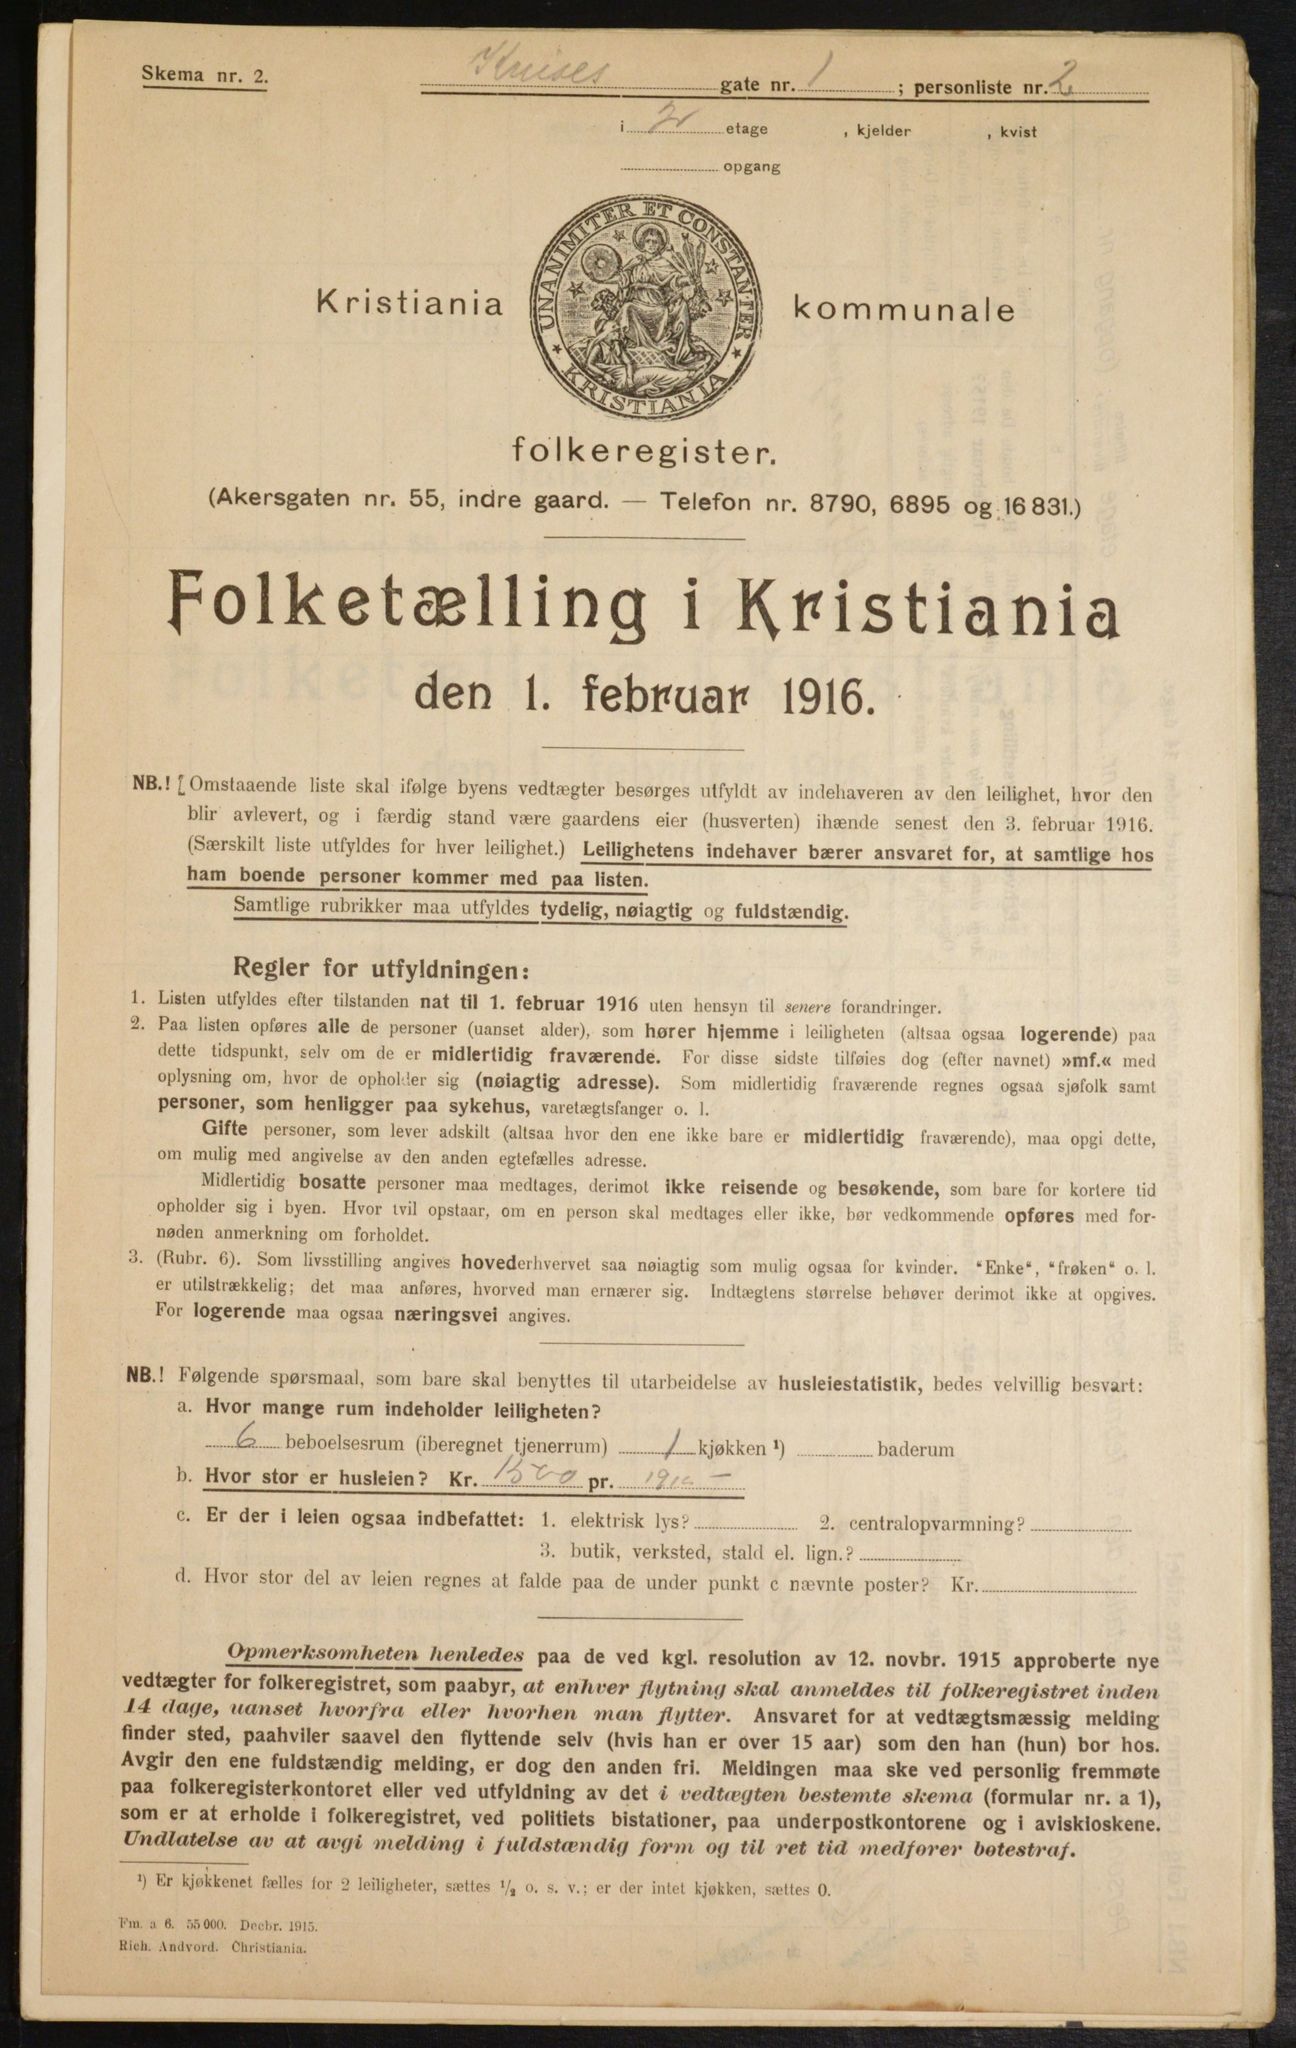 Skema nr. 2.
Kruses gate nr. 1 ; personliste nr. 2
i 2 etage , kjelder , kvist
opgang
UNANIMITER ET CONSTANTER
KRISTIANIA
Kristiania kommunale
folkeregister.
(Akersgaten nr. 55, indre gaard. — Telefon nr. 8790, 6895 og 16831.)
Folketælling i Kristiania
den 1. februar 1916.
NB.! [Omstaaende liste skal ifølge byens vedtægter besørges utfyldt av indehaveren av den leilighet, hvor den
blir avlevert, og i færdig stand være gaardens eier (husverten) ihænde senest den 3. februar 1916.
(Særskilt liste utfyldes for hver leilighet.) Leilighetens indehaver bærer ansvaret for, at samtlige hos
ham boende personer kommer med paa listen.
Samtlige rubrikker maa utfyldes tydelig, nøiagtig og fuldstændig.
Regler for utfyldningen:
1. Listen utfyldes efter tilstanden nat til 1. februar 1916 uten hensyn til senere forandringer.
2. Paa listen opføres alle de personer (uanset alder), som hører hjemme i leiligheten (altsaa ogsaa logerende) paa
dette tidspunkt, selv om de er midlertidig fraværende. For disse sidste tilføies dog (efter navnet) »mf.« med
oplysning om, hvor de opholder sig (nøiagtig adresse). Som midlertidig fraværende regnes ogsaa sjøfolk samt
personer, som henligger paa sykehus, varetægtsfanger o. l.
Gifte personer, som lever adskilt (altsaa hvor den ene ikke bare er midlertidig fraværende), maa opgi dette,
om mulig med angivelse av den anden egtefælles adresse.
Midlertidig bosatte personer maa medtages, derimot ikke reisende og besøkende, som bare for kortere tid
opholder sig i byen. Hvor tvil opstaar, om en person skal medtages eller ikke, bør vedkommende opføres med for-
nøden anmerkning om forholdet.
3. (Rubr. 6). Som livsstilling angives hovederhvervet saa nøiagtig som mulig ogsaa for kvinder. "Enke", "frøken" o. l.
er utilstrækkelig; det maa anføres, hvorved man ernærer sig. Indtægtens størrelse behøver derimot ikke at opgives.
For logerende maa ogsaa næringsvei angives.
NB.! Følgende spørsmaal, som bare skal benyttes til utarbeidelse av husleiestatistik, bedes velvillig besvart:
a. Hvor mange rum indeholder leiligheten?
6 beboelsesrum (iberegnet tjenerrum) 1 kjøkken ¹) baderum
b. Hvor stor er husleien? Kr. 1500 pr.
c. Er der i leien ogsaa indbefattet: 1. elektrisk lys? 2. centralopvarmning?
3. butik, verksted, stald el. lign.?
d. Hvor stor del av leien regnes at falde paa de under punkt c nævnte poster? Kr.
Opmerksomheten henledes paa de ved kgl. resolution av 12. novbr. 1915 approberte nye
vedtægter for folkeregistret, som paabyr, at enhver flytning skal anmeldes til folkeregistret inden
14 dage, uanset hvorfra eller hvorhen man flytter. Ansvaret for at vedtægtsmæssig melding
finder sted, paahviler saavel den flyttende selv (hvis han er over 15 aar) som den han (hun) bor hos.
Avgir den ene fuldstændig melding, er dog den anden fri. Meldingen maa ske ved personlig fremmøte
paa folkeregisterkontoret eller ved utfyldning av det i vedtægten bestemte skema (formular nr. a 1),
som er at erholde i folkeregistret, ved politiets bistationer, paa underpostkontorene og i aviskioskene.
Undlatelse av at avgi melding i fuldstændig form og til ret tid medfører bøtestraf.
¹) Er kjøkkenet fælles for 2 leiligheter, sættes ½ o. s. v.; er der intet kjøkken, sættes 0.
Fm. a 6. 55 000. Decbr. 1915.
Rich. Andvord. Christiania.